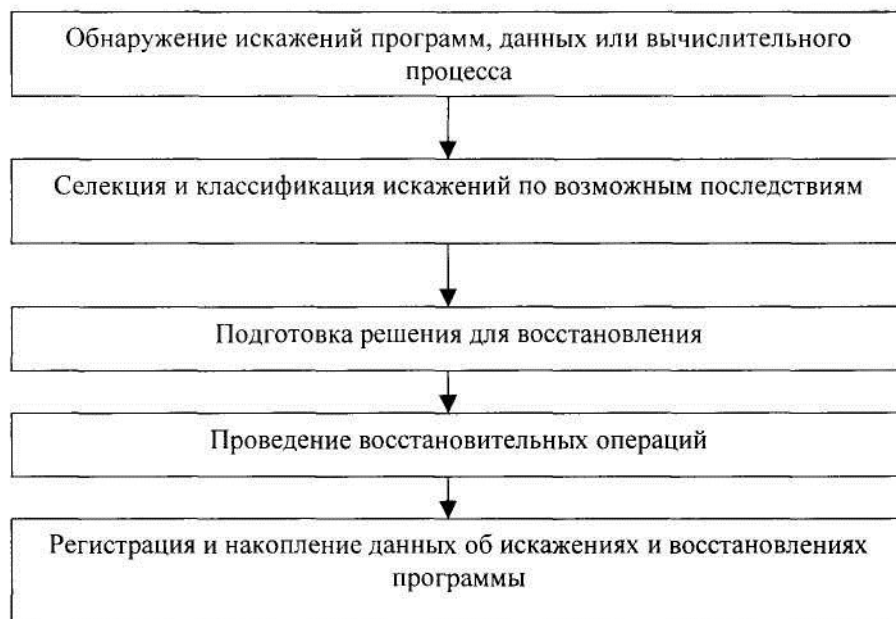 Обнаружение искажений программ, данных или вычислительного
процесса
Селекция и классификация искажений по возможным последствиям
Подготовка решения для восстановления
Проведение восстановительных операций
Регистрация и накопление данных об искажениях и восстановлениях
программы